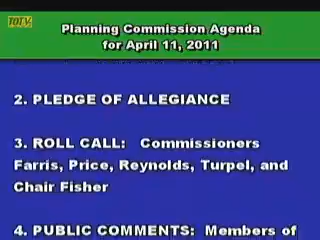 TOTV
Planning Commission Agenda
for April 11, 2011
2. PLEDGE OF ALLEGIANCE
3. ROLL CALL: Commissioners
Farris, Price, Reynolds, Turpel, and
Chair Fisher
4. PUBLIC COMMENTS: Members of